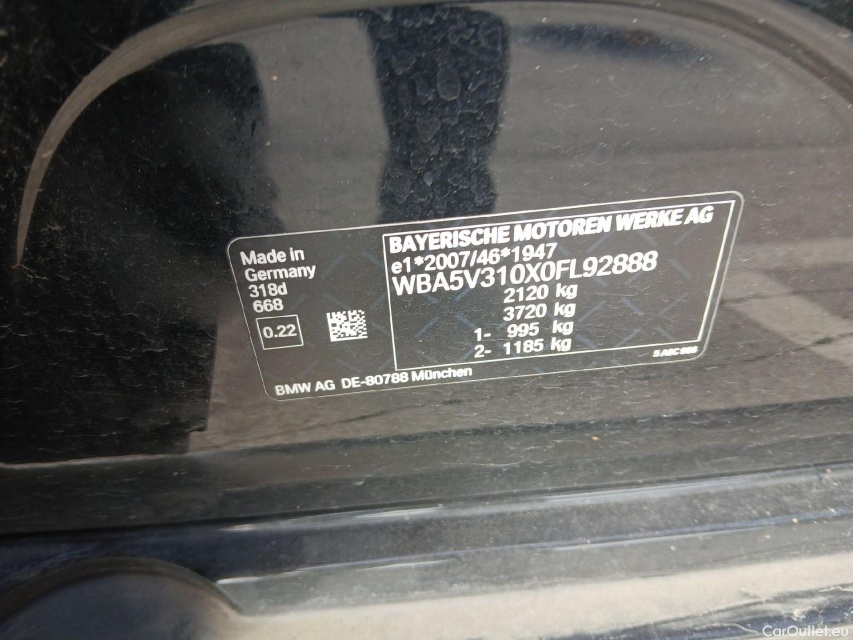 Made in
Germany
318d
668
0.22
BAYERISCHE MOTOREN WERKE AG
e1*2007/46*1947
WBA5V310X0FL92888
2120 kg
3720 kg
1- 995 kg
2- 1185 kg
BMW AG DE-80788 München
CarOutlet.eu